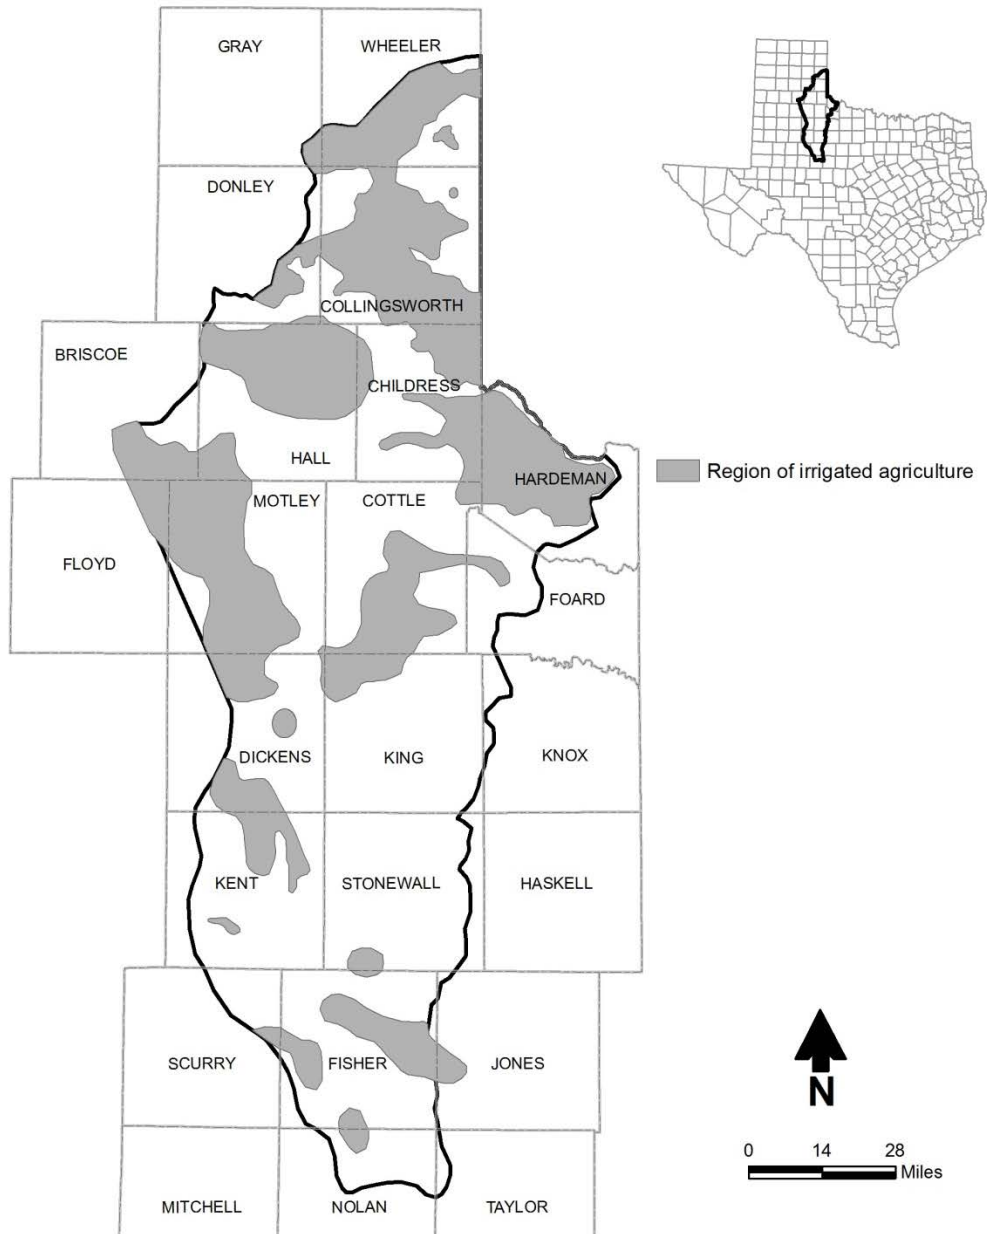 GRAY WHEELER
DONLEY
COLLINGSWORTH
BRISCOE
CHILDRESS
HALL
HARDEMAN
Region of irrigated agriculture
MOTLEY COTTLE
FLOYD
FOARD
DICKENS KING KNOX
KENT STONEWALL HASKELL
SCURRY FISHER JONES
N
0 14 28
Miles
MITCHELL NOLAN TAYLOR